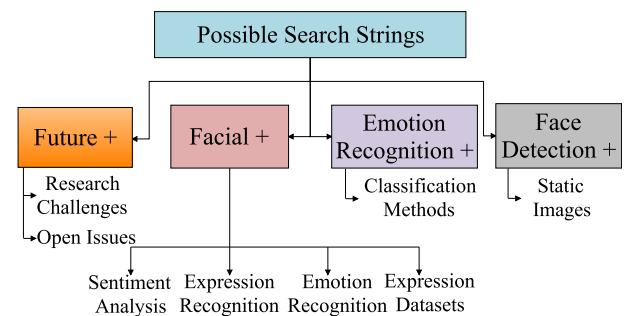 Possible Search Strings
Future +
Facial +
Emotion
Recognition +
Face
Detection +
Research
Challenges
Open Issues
Classification
Methods
Static
Images
Sentiment
Analysis
Expression
Recognition
Emotion
Recognition
Expression
Datasets